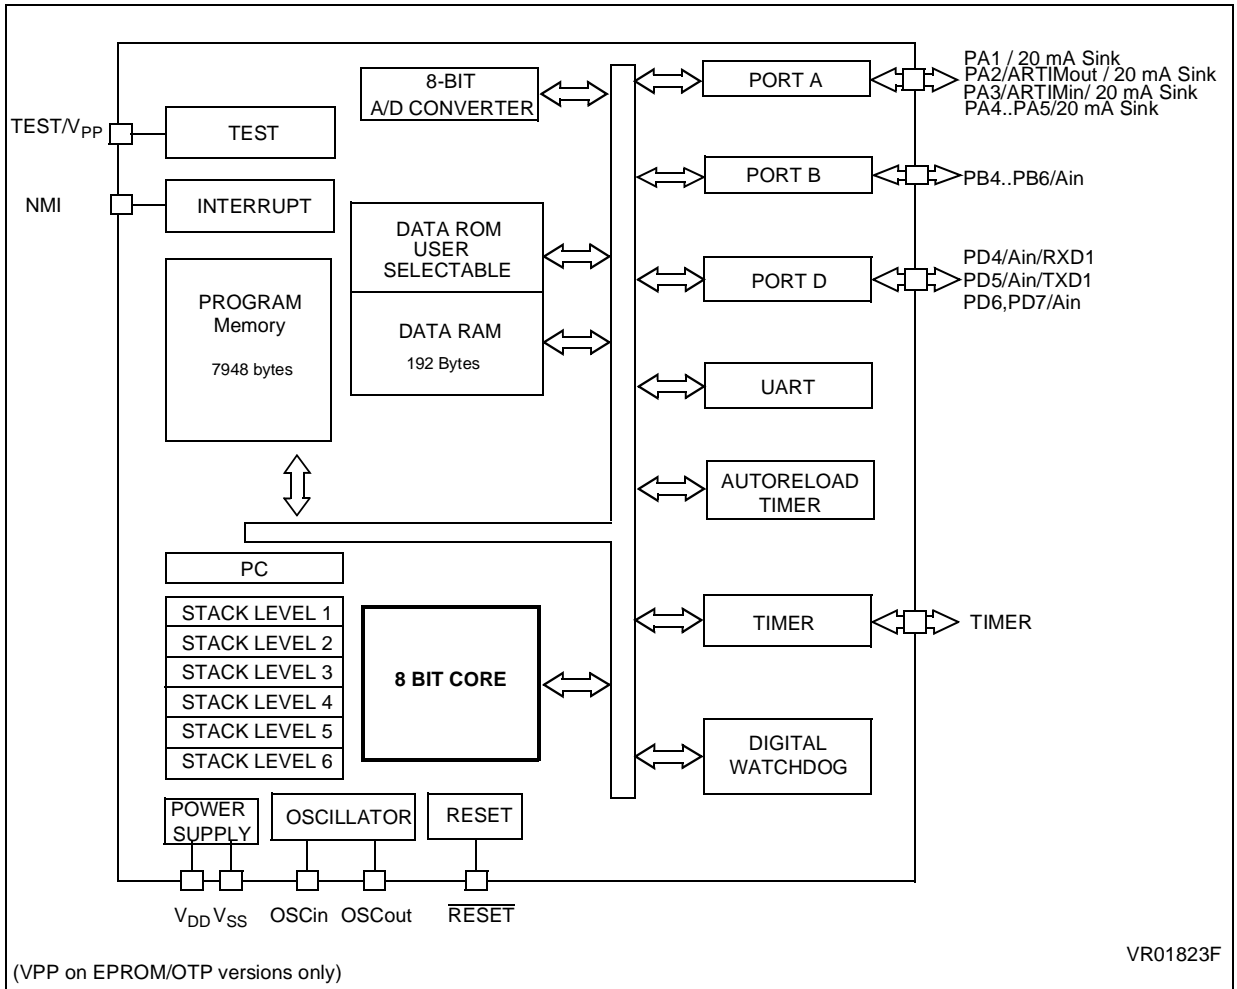 8-BIT
A/D CONVERTER
PORT A
PA1 / 20 mA Sink
PA2/ARTIMout / 20 mA Sink
PA3/ARTIMin/ 20 mA Sink
PA4..PA5/20 mA Sink
TEST/VPP
TEST
NMI
INTERRUPT
PORT B
PB4..PB6/Ain
DATA ROM
USER
SELECTABLE
PORT D
PD4/Ain/RXD1
PD5/Ain/TXD1
PD6,PD7/Ain
PROGRAM
Memory
7948 bytes
DATA RAM
192 Bytes
UART
AUTORELOAD
TIMER
PC
STACK LEVEL 1
STACK LEVEL 2
STACK LEVEL 3
STACK LEVEL 4
STACK LEVEL 5
STACK LEVEL 6
8 BIT CORE
TIMER
TIMER
DIGITAL
WATCHDOG
POWER
SUPPLY
OSCILLATOR
RESET
VDD VSS
OSCin OSCout
RESET
VR01823F
(VPP on EPROM/OTP versions only)